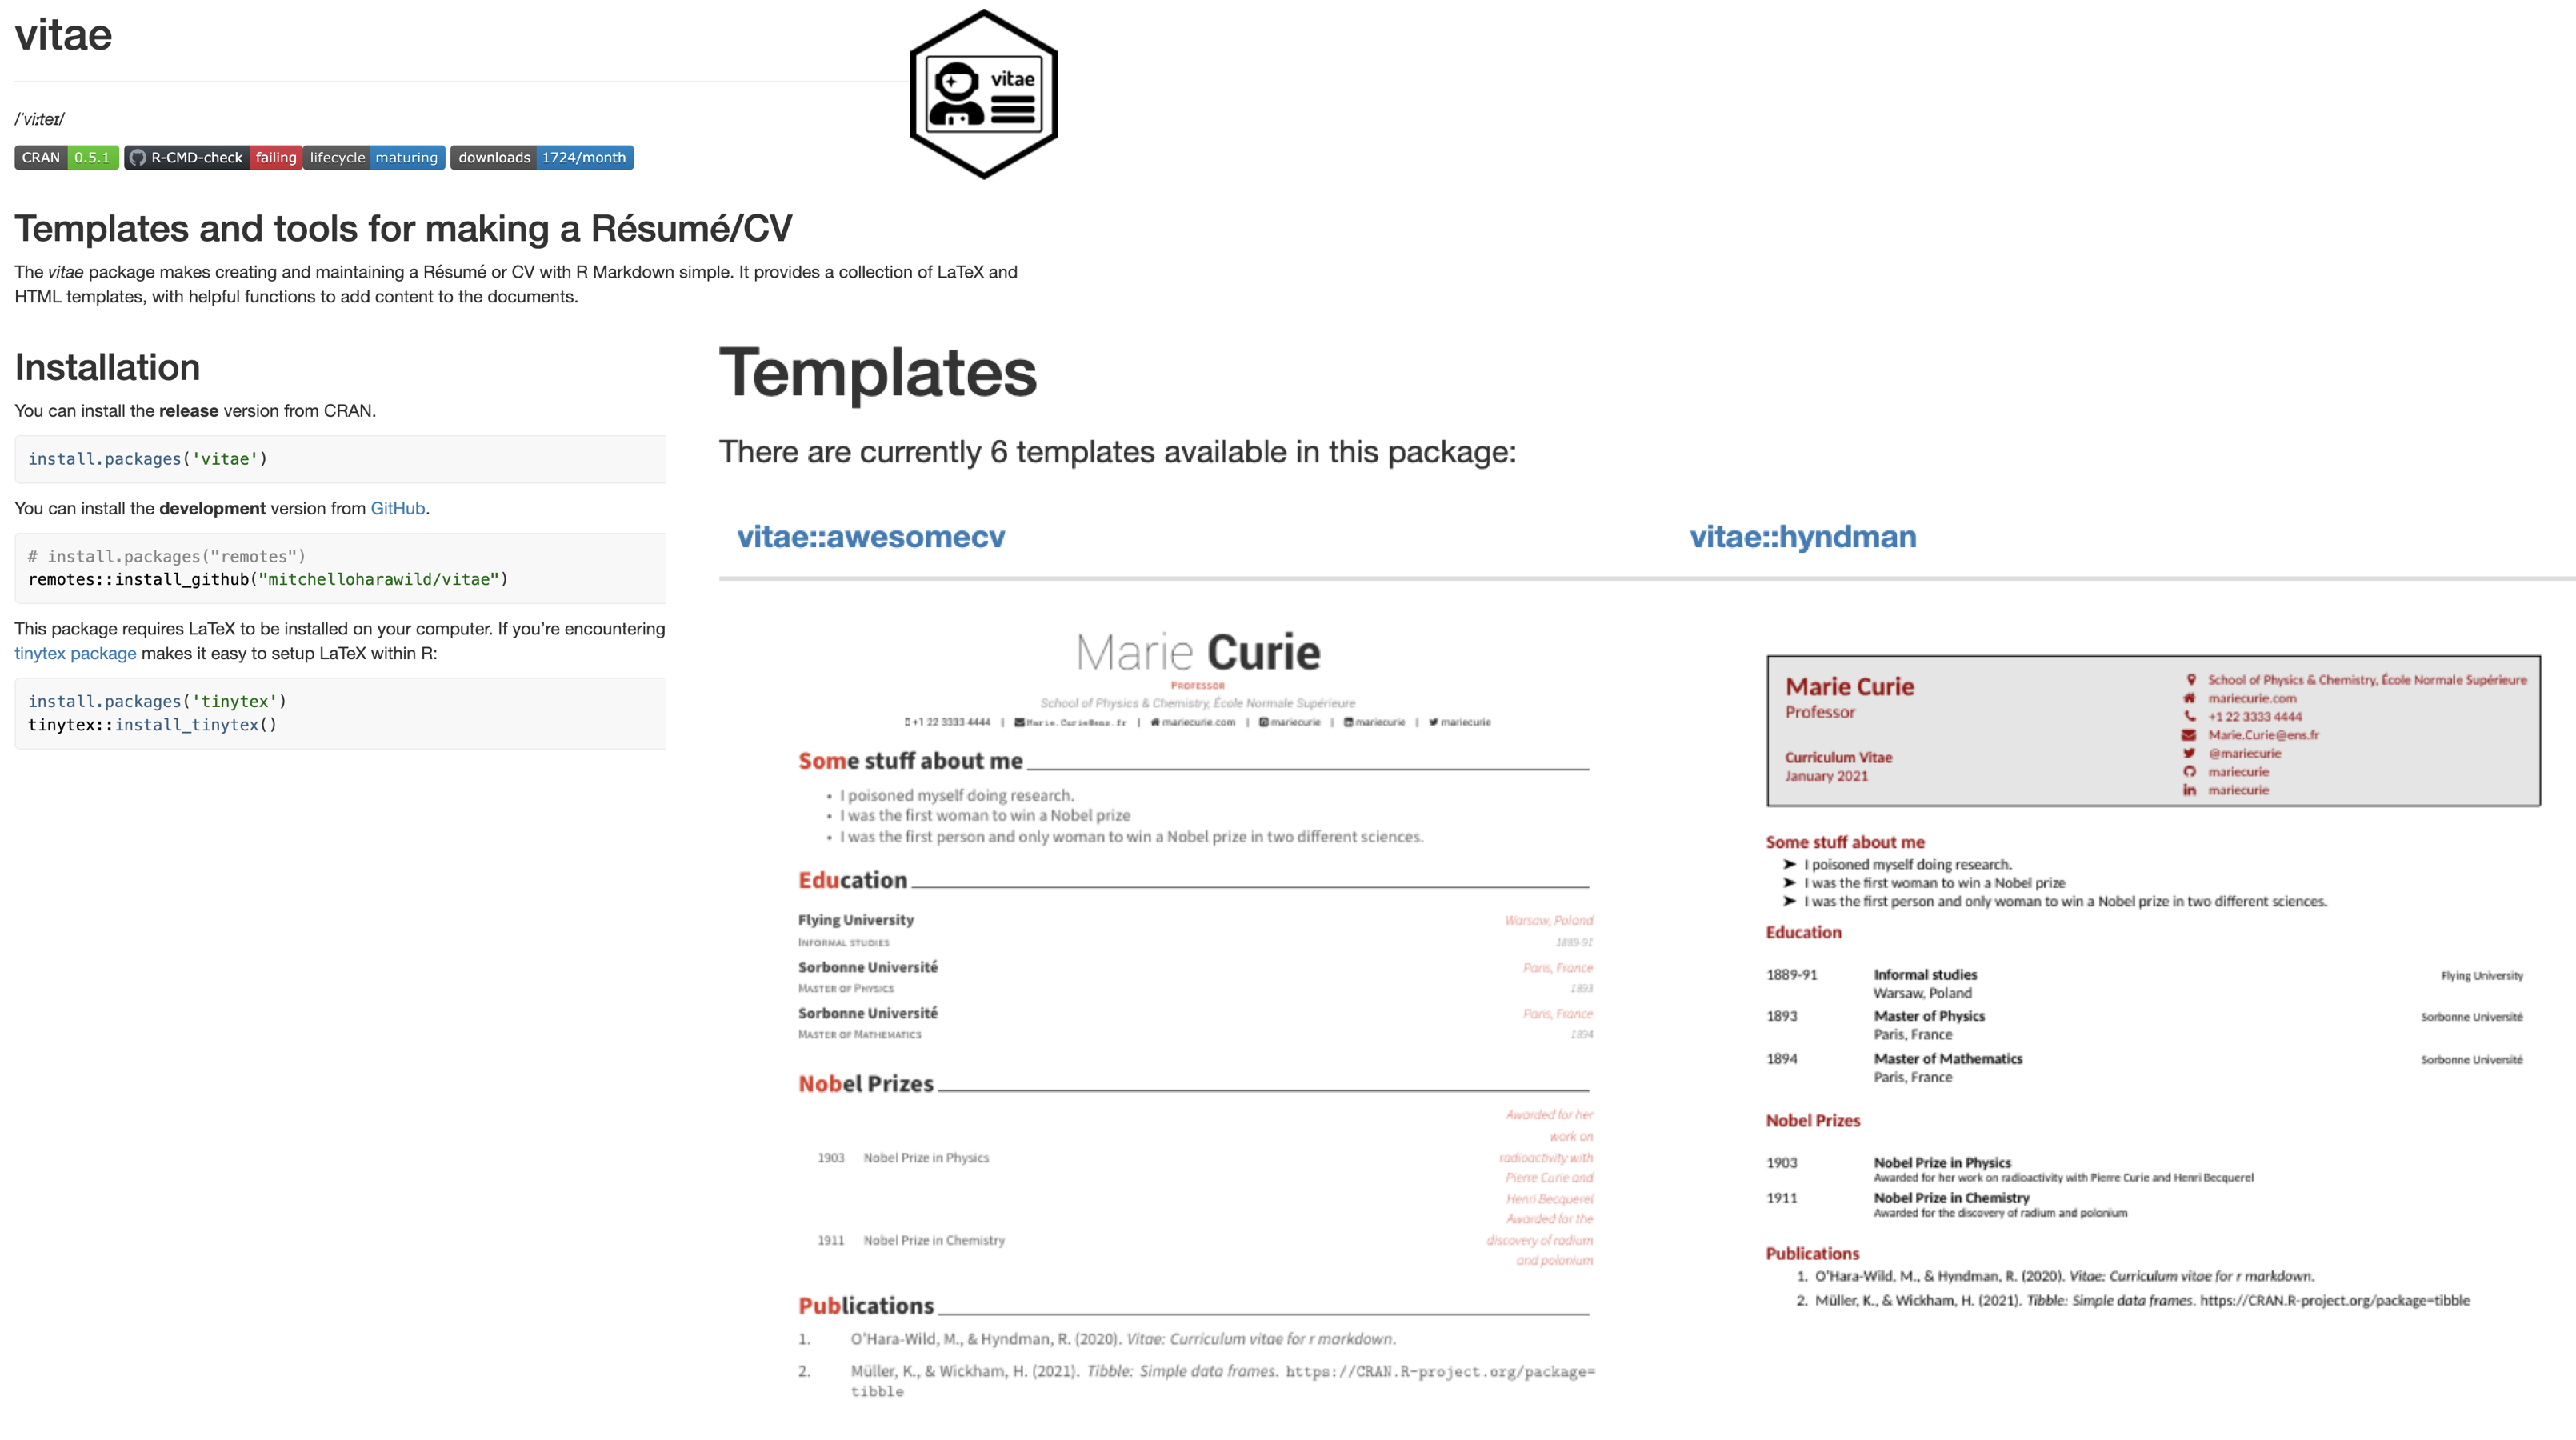 vitae
vitae
/ˈviːteɪ/
CRAN 0.5.1 R-CMD-check failing lifecycle maturing downloads 1724/month
Templates and tools for making a Résumé/CV
The vitae package makes creating and maintaining a Résumé or CV with R Markdown simple. It provides a collection of LaTeX and
HTML templates, with helpful functions to add content to the documents.
Installation
You can install the release version from CRAN.
install.packages('vitae')
You can install the development version from GitHub.
# install.packages("remotes")
remotes::install_github("mitchelloharawild/vitae")
This package requires LaTeX to be installed on your computer. If you’re encountering
tinytex package makes it easy to setup LaTeX within R:
install.packages('tinytex')
tinytex::install_tinytex()
Templates
There are currently 6 templates available in this package:
vitae::awesomecv
vitae::hyndman
Marie Curie
Professor
School of Physics & Chemistry, École Normale Supérieure
+1 22 3333 4444 | Marie.Curie@ens.fr | mariecurie.com | mariecurie | mariecurie | mariecurie
Some stuff about me
• I poisoned myself doing research.
• I was the first woman to win a Nobel prize
• I was the first person and only woman to win a Nobel prize in two different sciences.
Education
Flying University Warsaw, Poland
Informal studies 1889-91
Sorbonne Université Paris, France
Master of Physics 1893
Sorbonne Université Paris, France
Master of Mathematics 1894
Nobel Prizes
Awarded for her
work on
1903 Nobel Prize in Physics radioactivity with
Pierre Curie and
Henri Becquerel
Awarded for the
1911 Nobel Prize in Chemistry discovery of radium
and polonium
Publications
1. O’Hara-Wild, M., & Hyndman, R. (2020). Vitae: Curriculum vitae for r markdown.
2. Müller, K., & Wickham, H. (2021). Tibble: Simple data frames. https://CRAN.R-project.org/package=
tibble
Marie Curie
Professor
Curriculum Vitae
January 2021
School of Physics & Chemistry, École Normale Supérieure
mariecurie.com
+1 22 3333 4444
Marie.Curie@ens.fr
@mariecurie
mariecurie
mariecurie
Some stuff about me
➤ I poisoned myself doing research.
➤ I was the first woman to win a Nobel prize
➤ I was the first person and only woman to win a Nobel prize in two different sciences.
Education
1889-91 Informal studies Flying University
Warsaw, Poland
1893 Master of Physics Sorbonne Université
Paris, France
1894 Master of Mathematics Sorbonne Université
Paris, France
Nobel Prizes
1903 Nobel Prize in Physics
Awarded for her work on radioactivity with Pierre Curie and Henri Becquerel
1911 Nobel Prize in Chemistry
Awarded for the discovery of radium and polonium
Publications
1. O’Hara-Wild, M., & Hyndman, R. (2020). Vitae: Curriculum vitae for r markdown.
2. Müller, K., & Wickham, H. (2021). Tibble: Simple data frames. https://CRAN.R-project.org/package=tibble